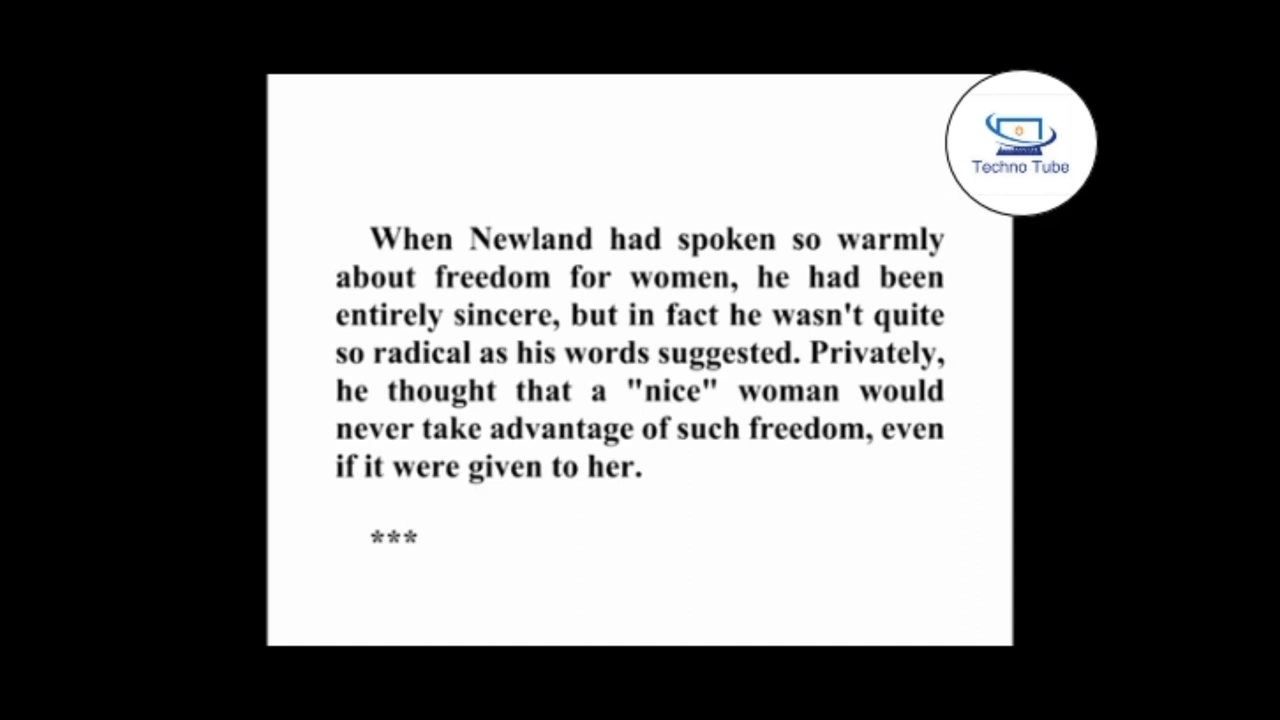 Techno Tube
When Newland had spoken so warmly
about freedom for women, he had been
entirely sincere, but in fact he wasn't quite
so radical as his words suggested. Privately,
he thought that a "nice" woman would
never take advantage of such freedom, even
if it were given to her.
***